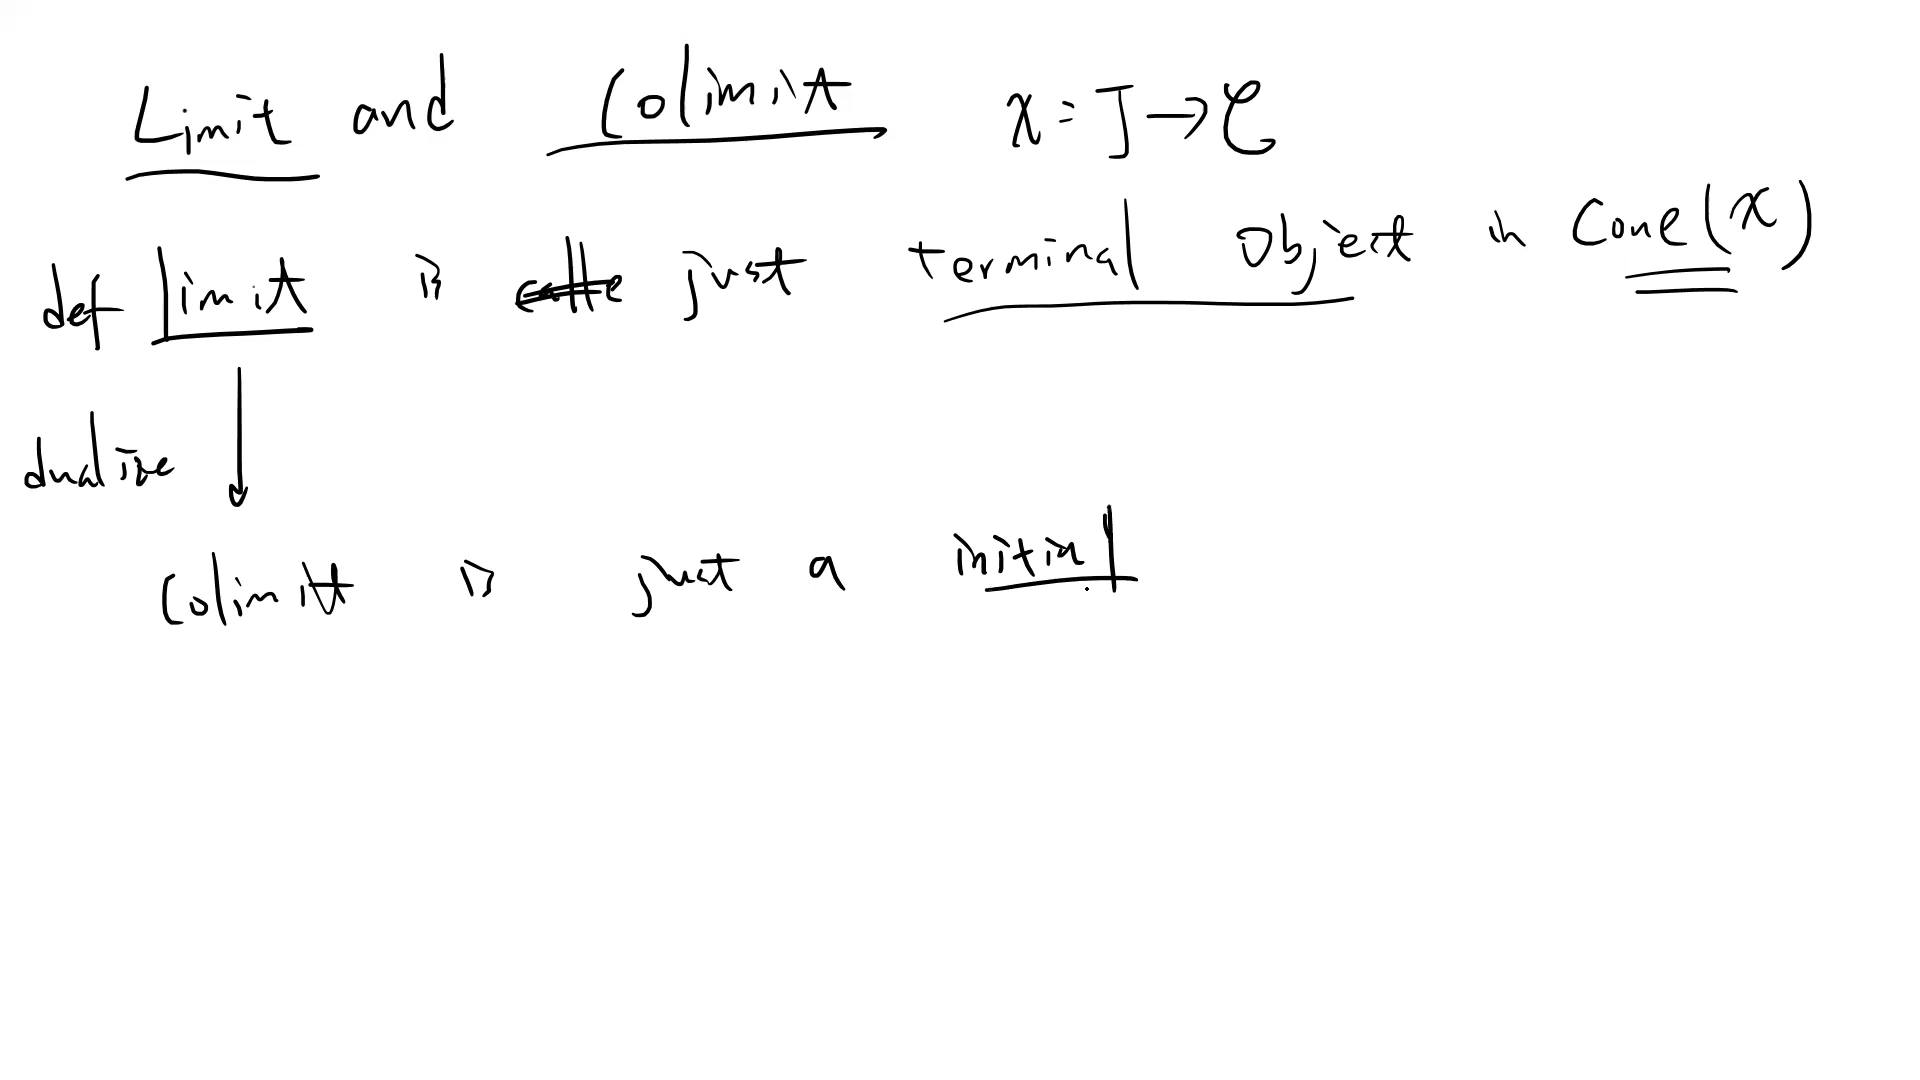 Limit and Colimit X : J → C
def limit is just terminal object in Cone(X)
dualize
Colimit is just a initial